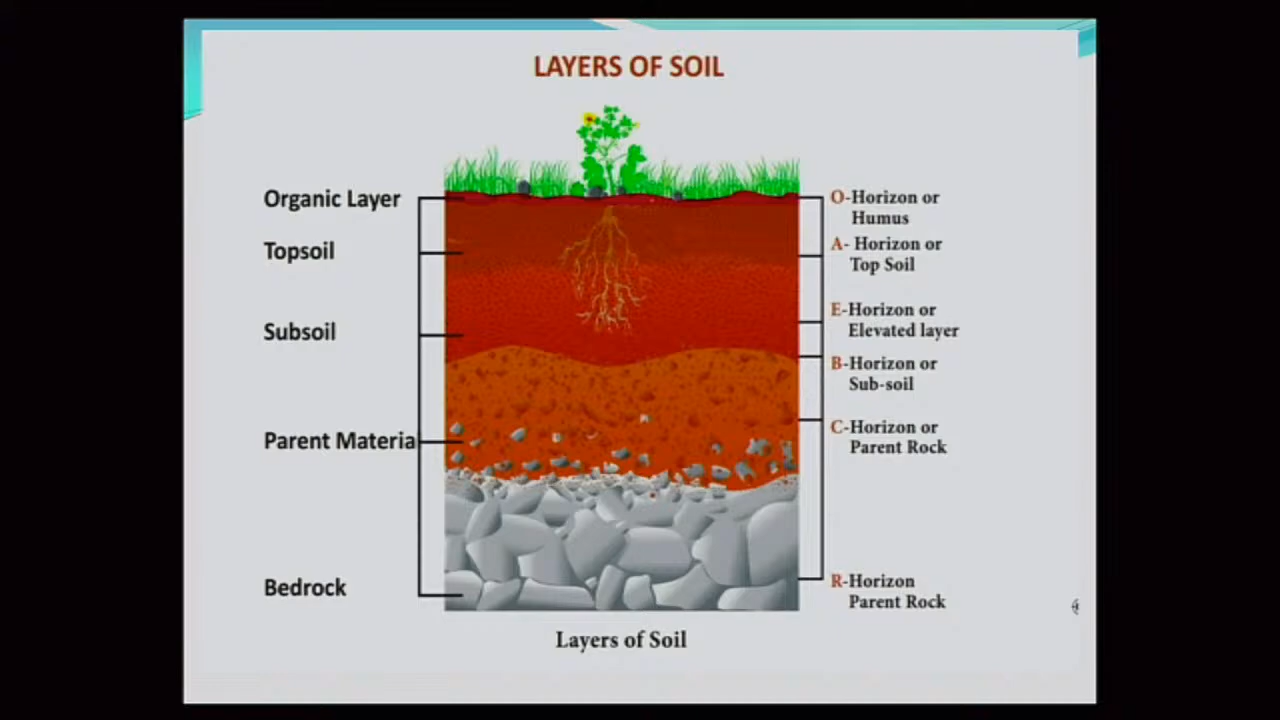 LAYERS OF SOIL
Organic Layer
Topsoil
Subsoil
Parent Materia
Bedrock
O-Horizon or
Humus
A- Horizon or
Top Soil
E-Horizon or
Elevated layer
B-Horizon or
Sub-soil
C-Horizon or
Parent Rock
R-Horizon
Parent Rock
Layers of Soil